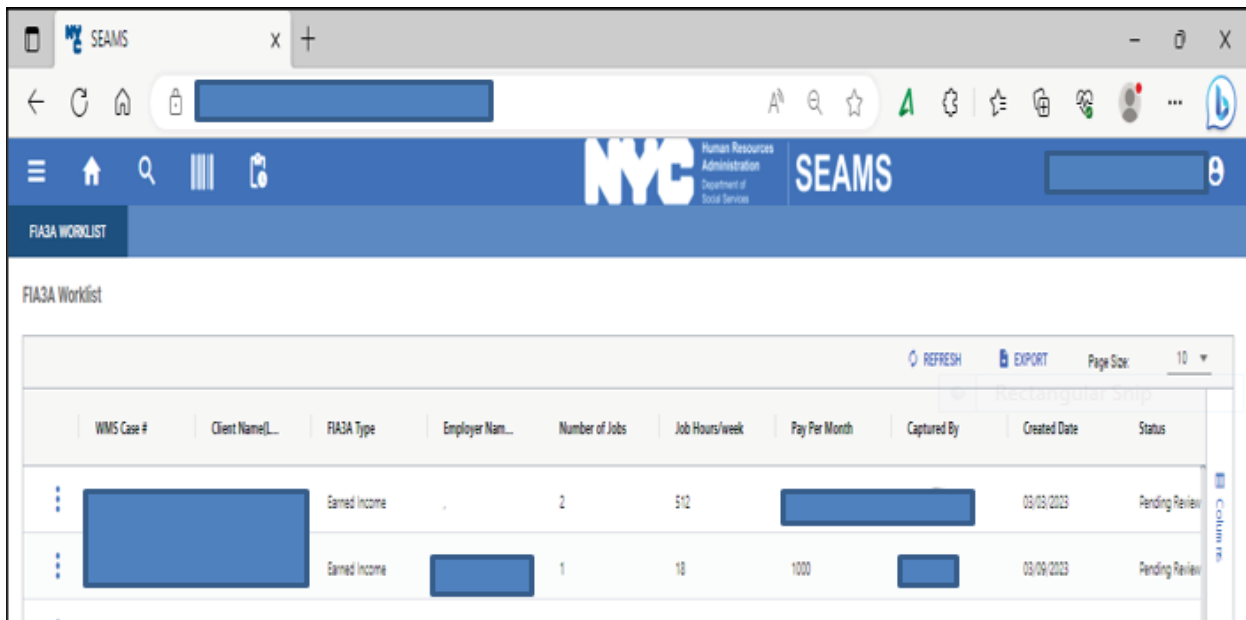 SEAMS
NYC
Human Resources
Administration
Department of
Social Services
SEAMS
FIA3A WORKLIST
FIA3A Worklist
REFRESH EXPORT Page Size: 10
Rectangular Snip
WMS Case # Client Name(L... FIA3A Type Employer Nam... Number of Jobs Job Hours/week Pay Per Month Captured By Created Date Status
Earned Income , 2 512 03/03/2023 Pending Review
Earned Income 1 18 1000 03/09/2023 Pending Review
Columns